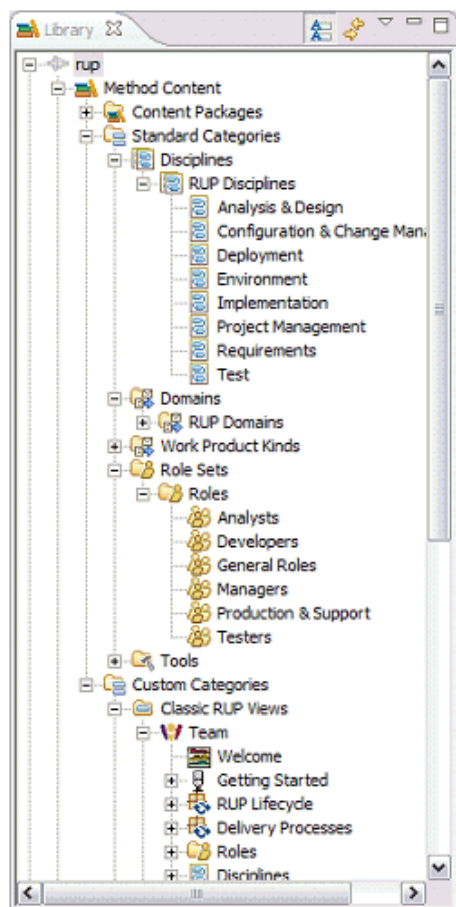 Library
rup
Method Content
Content Packages
Standard Categories
Disciplines
RUP Disciplines
Analysis & Design
Configuration & Change Man
Deployment
Environment
Implementation
Project Management
Requirements
Test
Domains
RUP Domains
Work Product Kinds
Role Sets
Roles
Analysts
Developers
General Roles
Managers
Production & Support
Testers
Tools
Custom Categories
Classic RUP Views
Team
Welcome
Getting Started
RUP Lifecycle
Delivery Processes
Roles
Disciplines